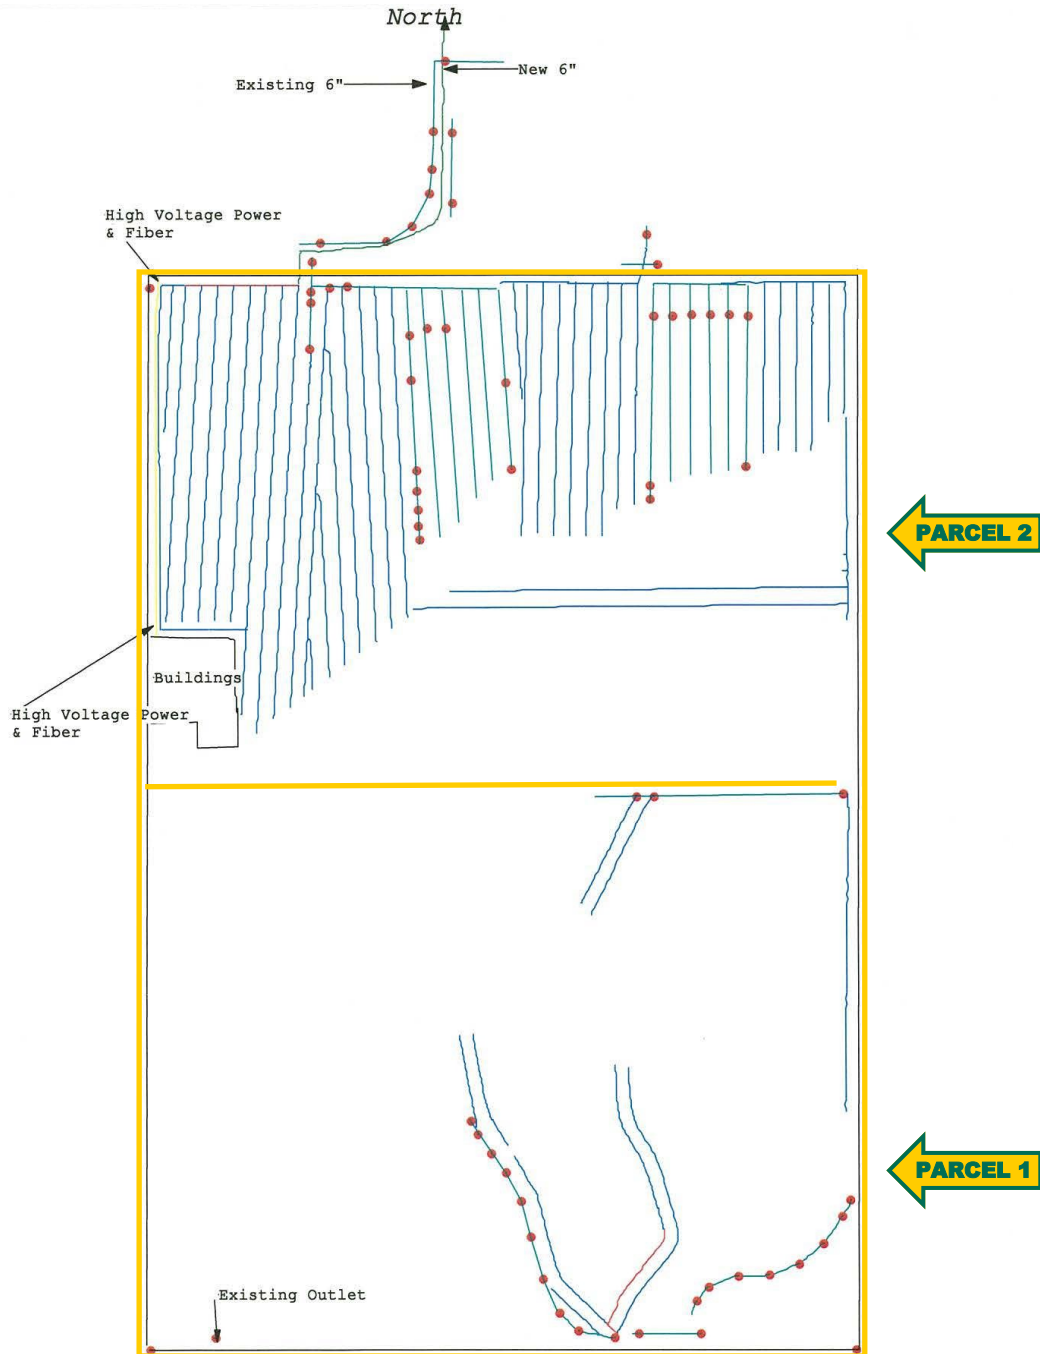 North
New 6"
Existing 6"
High Voltage Power
& Fiber
PARCEL 2
Buildings
High Voltage Power
& Fiber
PARCEL 1
Existing Outlet